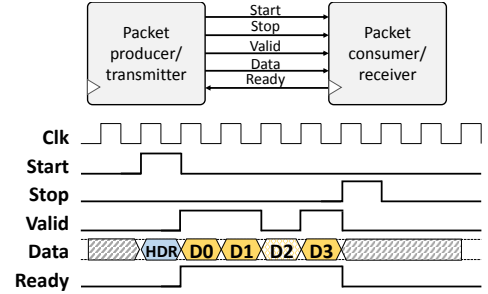 Packet
producer/
transmitter
Start
Stop
Valid
Data
Ready
Packet
consumer/
receiver
Clk
Start
Stop
Valid
Data HDR D0 D1 D2 D3
Ready